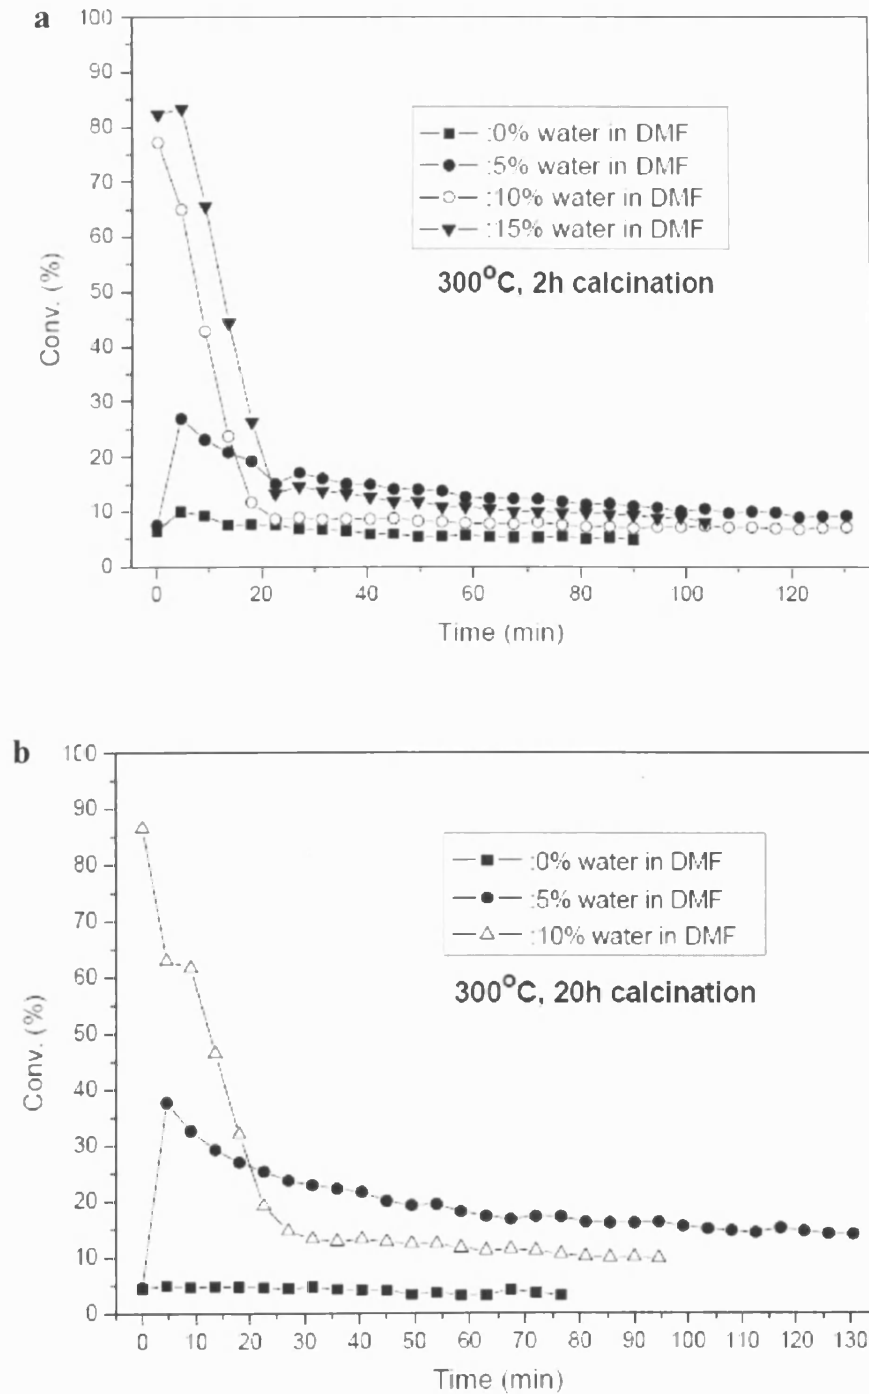 a
100
90
80
70
60
50
40
30
20
10
0
Conv. (%)
:0% water in DMF
:5% water in DMF
:10% water in DMF
:15% water in DMF
300°C, 2h calcination
0 20 40 60 80 100 120
Time (min)
b
100
90
80
70
60
50
40
30
20
10
0
Conv. (%)
:0% water in DMF
:5% water in DMF
:10% water in DMF
300°C, 20h calcination
0 10 20 30 40 50 60 70 80 90 100 110 120 130
Time (min)